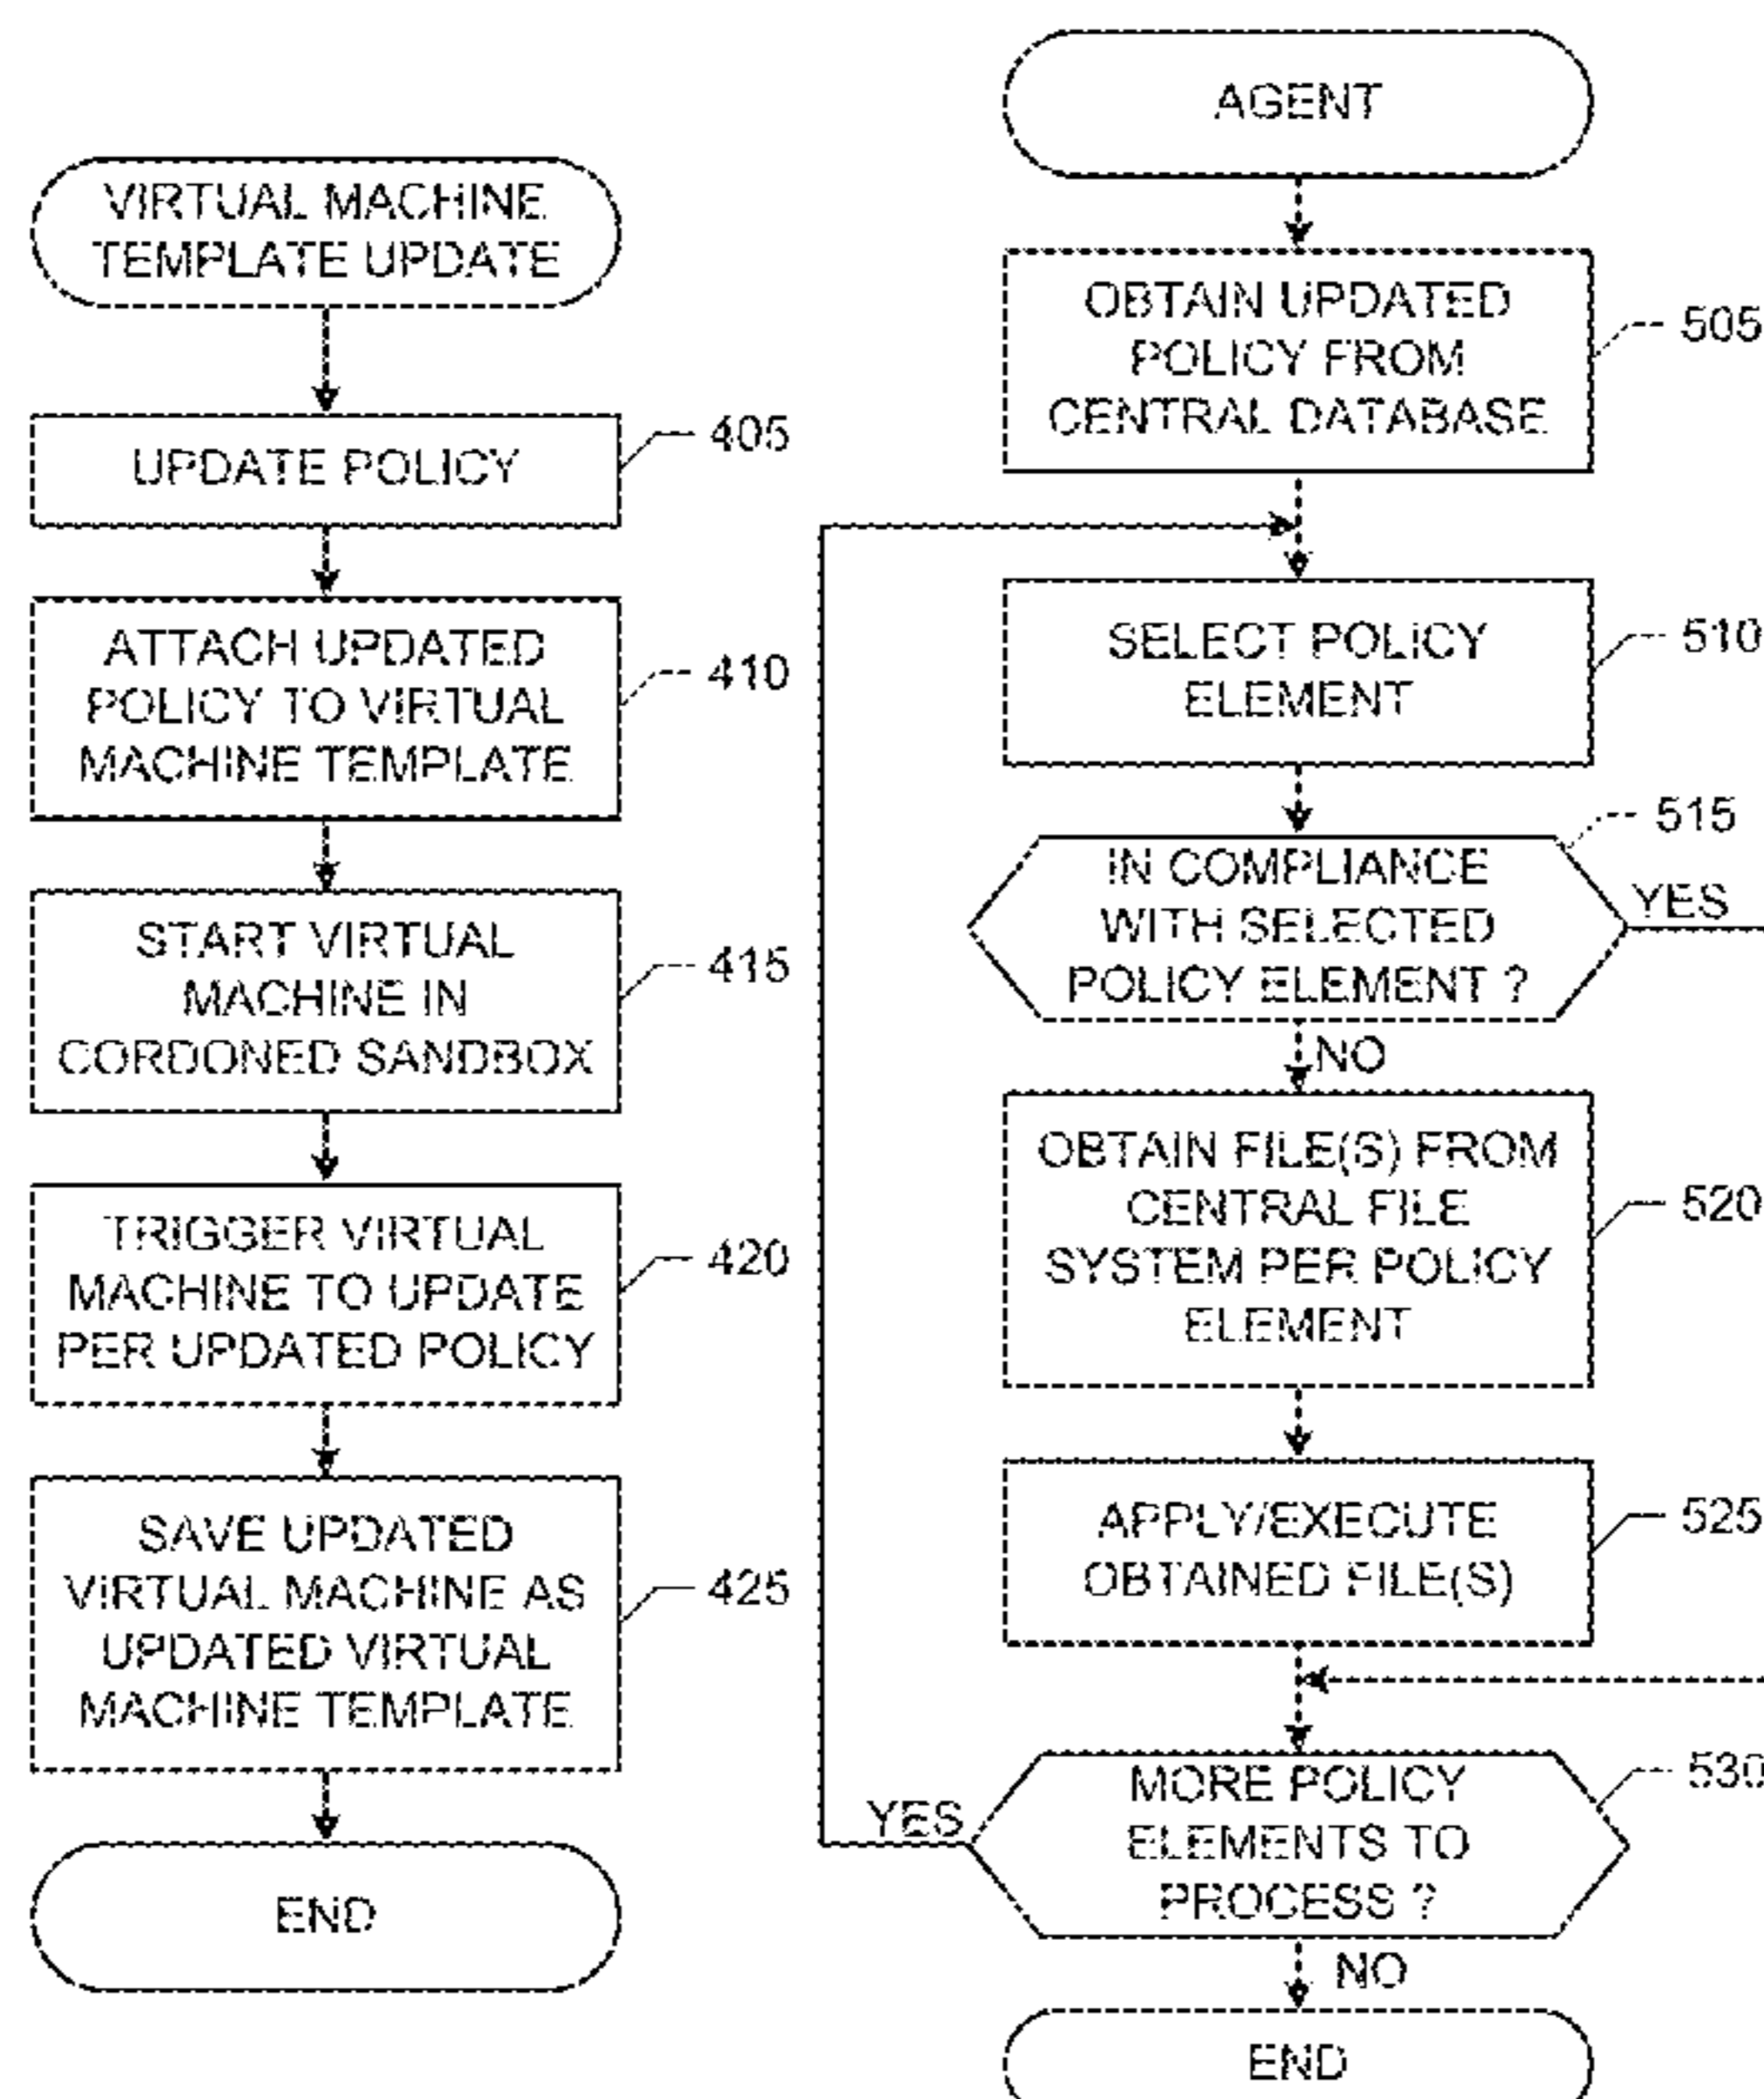 VIRTUAL MACHINE
TEMPLATE UPDATE
UPDATE POLICY
405
ATTACH UPDATED
POLICY TO VIRTUAL
MACHINE TEMPLATE
410
START VIRTUAL
MACHINE IN
CORDONED SANDBOX
415
TRIGGER VIRTUAL
MACHINE TO UPDATE
PER UPDATED POLICY
420
SAVE UPDATED
VIRTUAL MACHINE AS
UPDATED VIRTUAL
MACHINE TEMPLATE
425
END
AGENT
OBTAIN UPDATED
POLICY FROM
CENTRAL DATABASE
505
SELECT POLICY
ELEMENT
510
IN COMPLIANCE
WITH SELECTED
POLICY ELEMENT ?
515
YES
NO
OBTAIN FILE(S) FROM
CENTRAL FILE
SYSTEM PER POLICY
ELEMENT
520
APPLY/EXECUTE
OBTAINED FILE(S)
525
MORE POLICY
ELEMENTS TO
PROCESS ?
530
YES
NO
END